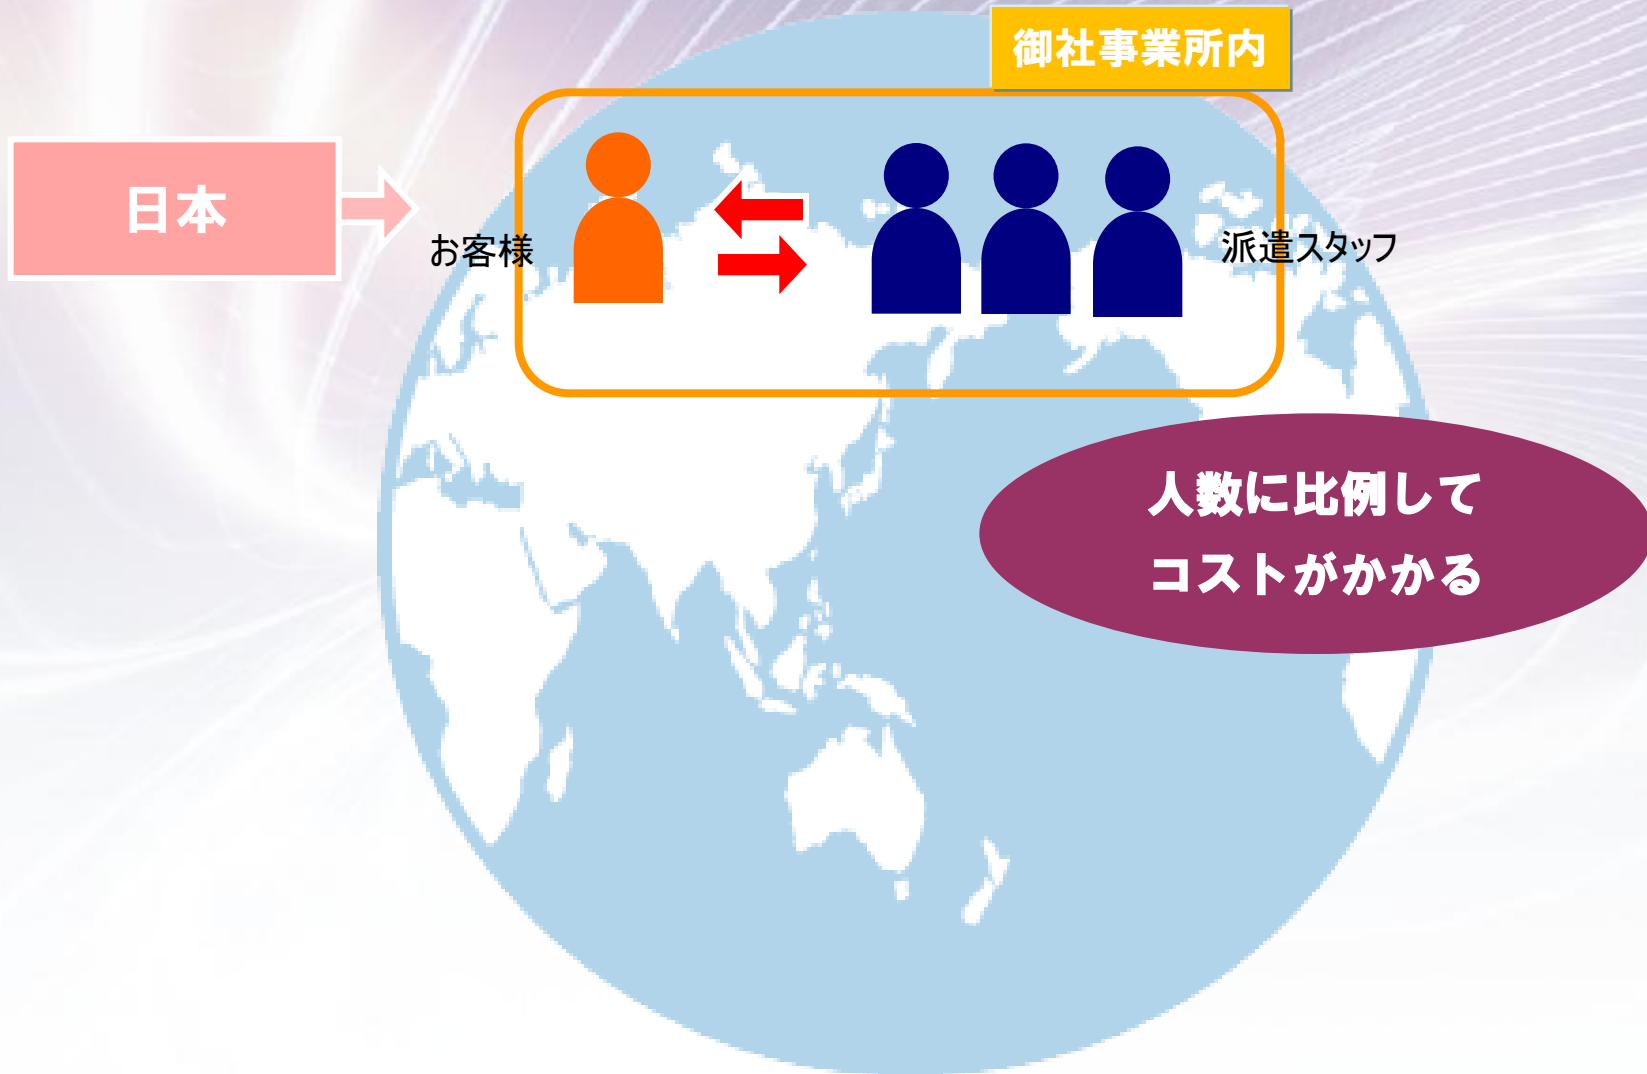 御社事業所内
日本
お客様
派遣スタッフ
人数に比例して
コストがかかる